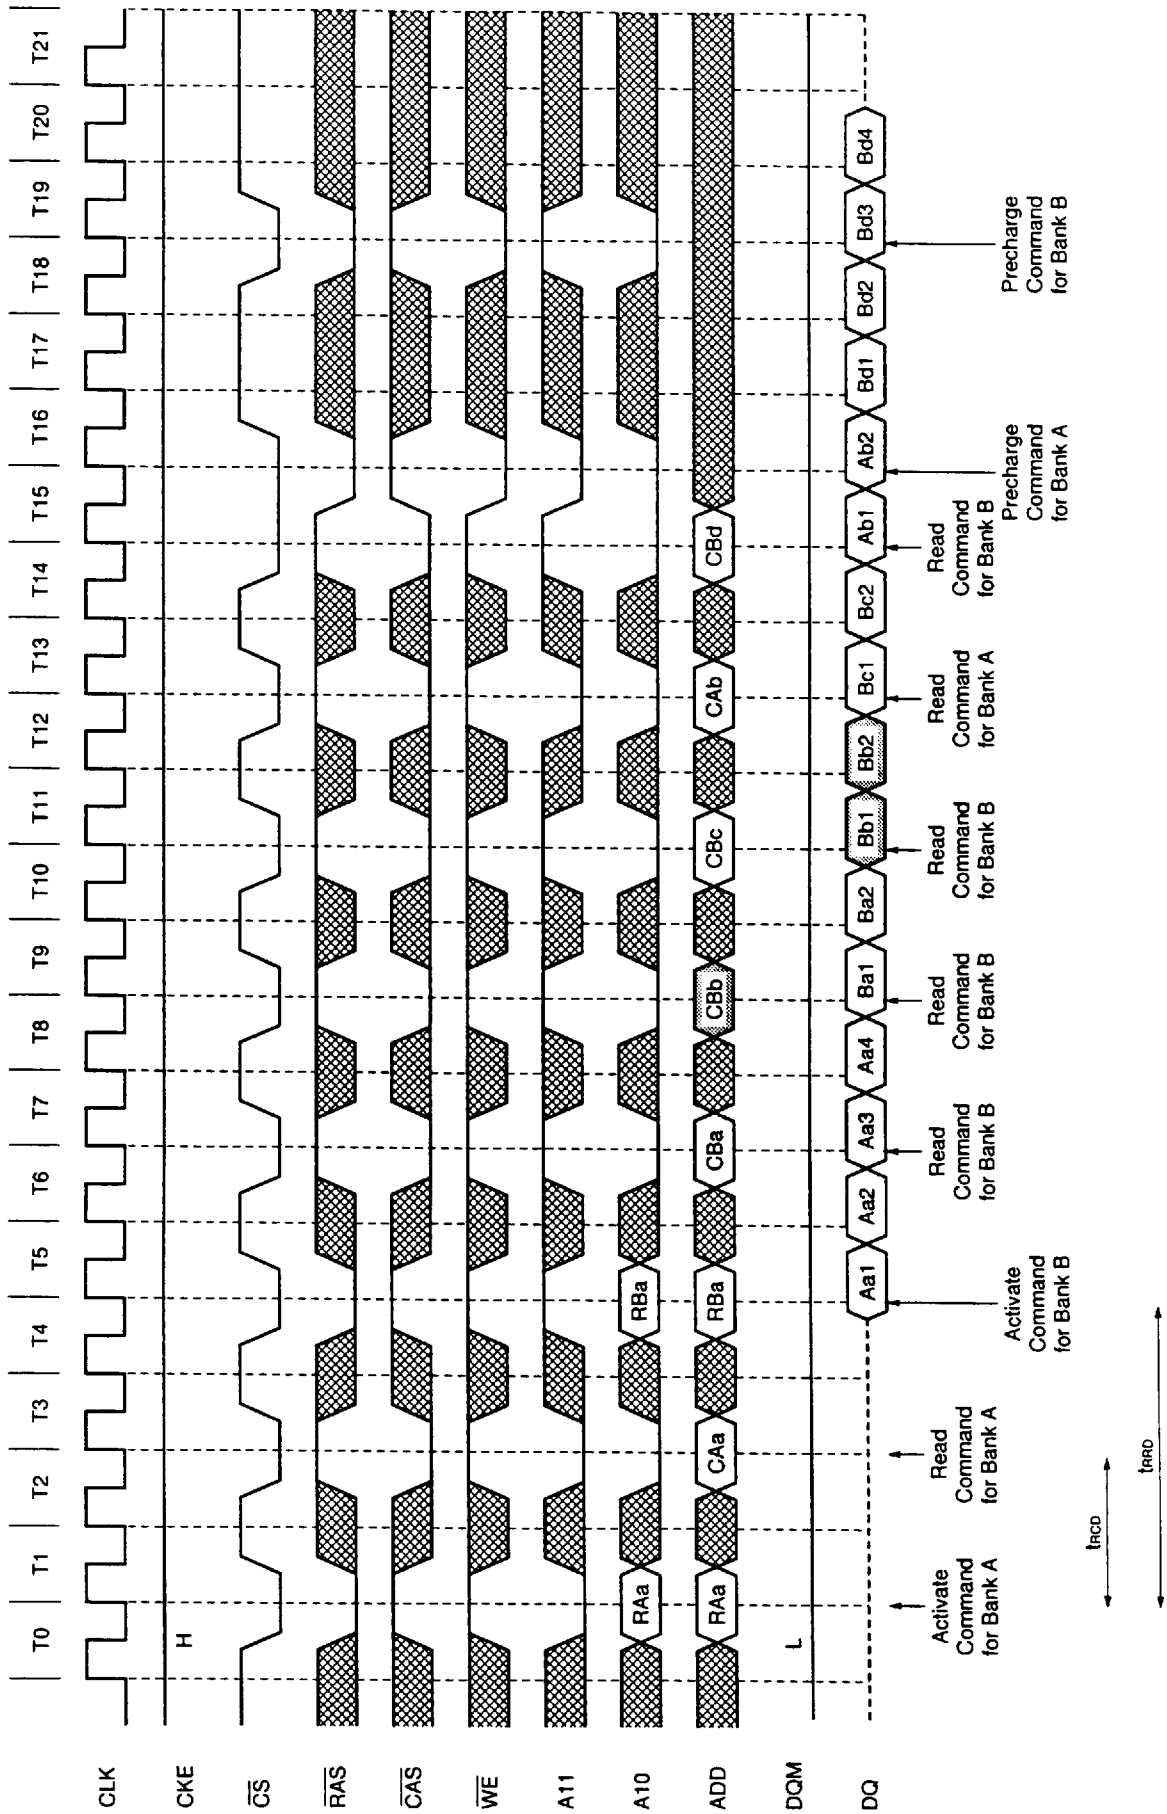 T0 T1 T2 T3 T4 T5 T6 T7 T8 T9 T10 T11 T12 T13 T14 T15 T16 T17 T18 T19 T20 T21
CLK
CKE H
C̅S̅
R̅A̅S̅
C̅A̅S̅
W̅E̅
A11
A10 RAa RBa
ADD RAa CAa RBa CBa CBb CBc CAb CBd
DQM L
DQ Aa1 Aa2 Aa3 Aa4 Ba1 Ba2 Bb1 Bb2 Bc1 Bc2 Ab1 Ab2 Bd1 Bd2 Bd3 Bd4
Activate
Command
for Bank A
Read
Command
for Bank A
Activate
Command
for Bank B
Read
Command
for Bank B
Read
Command
for Bank B
Read
Command
for Bank B
Read
Command
for Bank A
Read
Command
for Bank B
Precharge
Command
for Bank A
Precharge
Command
for Bank B
tRCD
tRRD